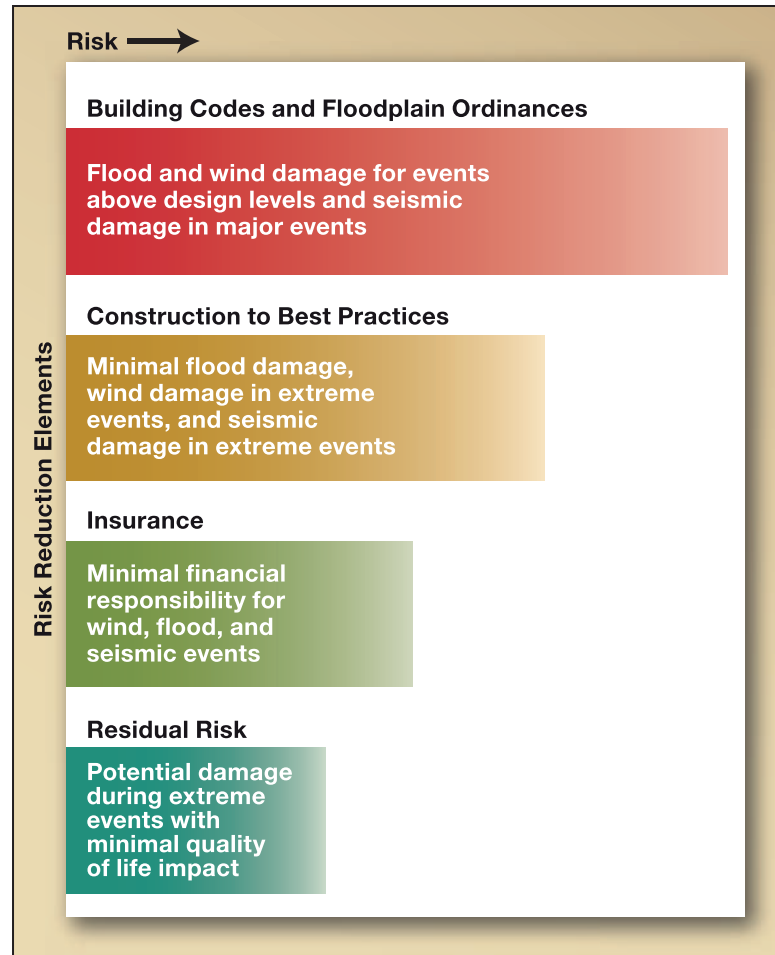 Risk
Building Codes and Floodplain Ordinances
Flood and wind damage for events
above design levels and seismic
damage in major events
Construction to Best Practices
Minimal flood damage,
wind damage in extreme
events, and seismic
damage in extreme events
Insurance
Minimal financial
responsibility for
wind, flood, and
seismic events
Residual Risk
Potential damage
during extreme
events with
minimal quality
of life impact
Risk Reduction Elements